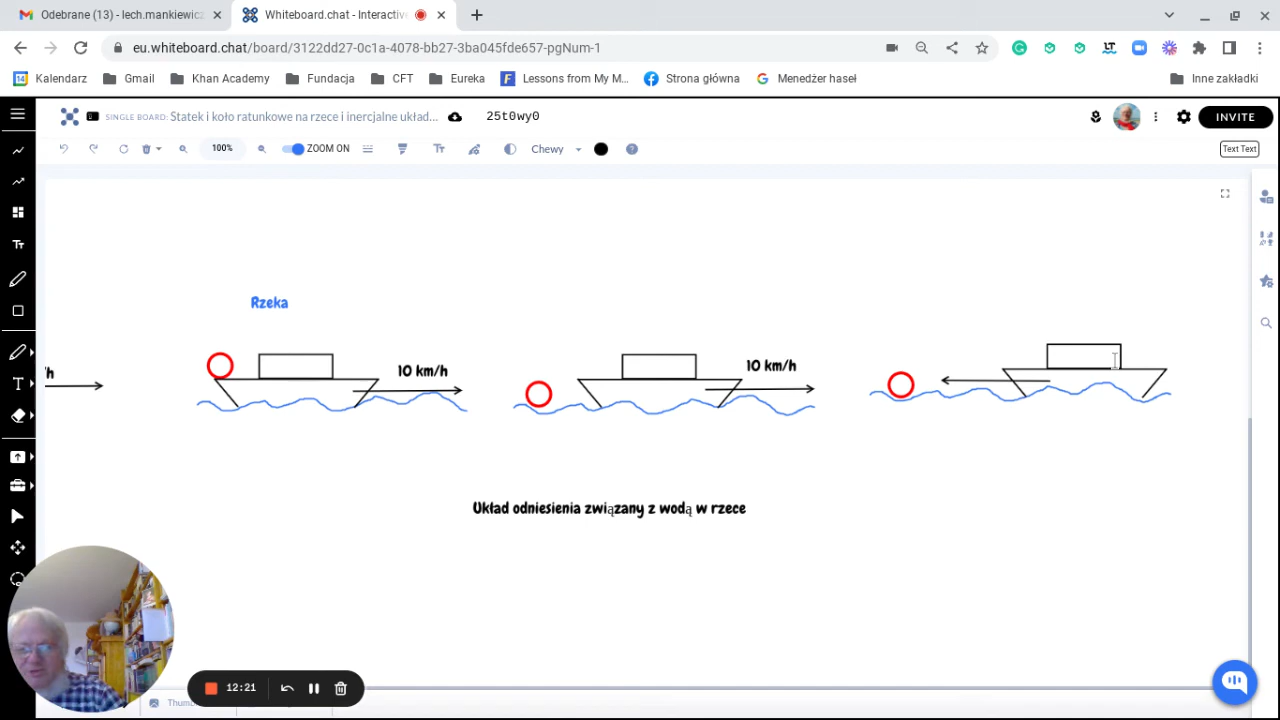 Odebrane (13) - lech.mankiewicz
Whiteboard.chat - Interactive
eu.whiteboard.chat/board/3122dd27-0c1a-4078-bb27-3ba045fde657-pgNum-1
Kalendarz
Gmail
Khan Academy
Fundacja
CFT
Eureka
Lessons from My M...
Strona główna
Menedżer haseł
Inne zakładki
SINGLE BOARD: Statek i koło ratunkowe na rzece i inercjalne układ...
25t0wy0
INVITE
100%
ZOOM ON
Chewy
Text Text
Rzeka
/h
10 km/h
10 km/h
Układ odniesienia związany z wodą w rzece
12:21
Thum